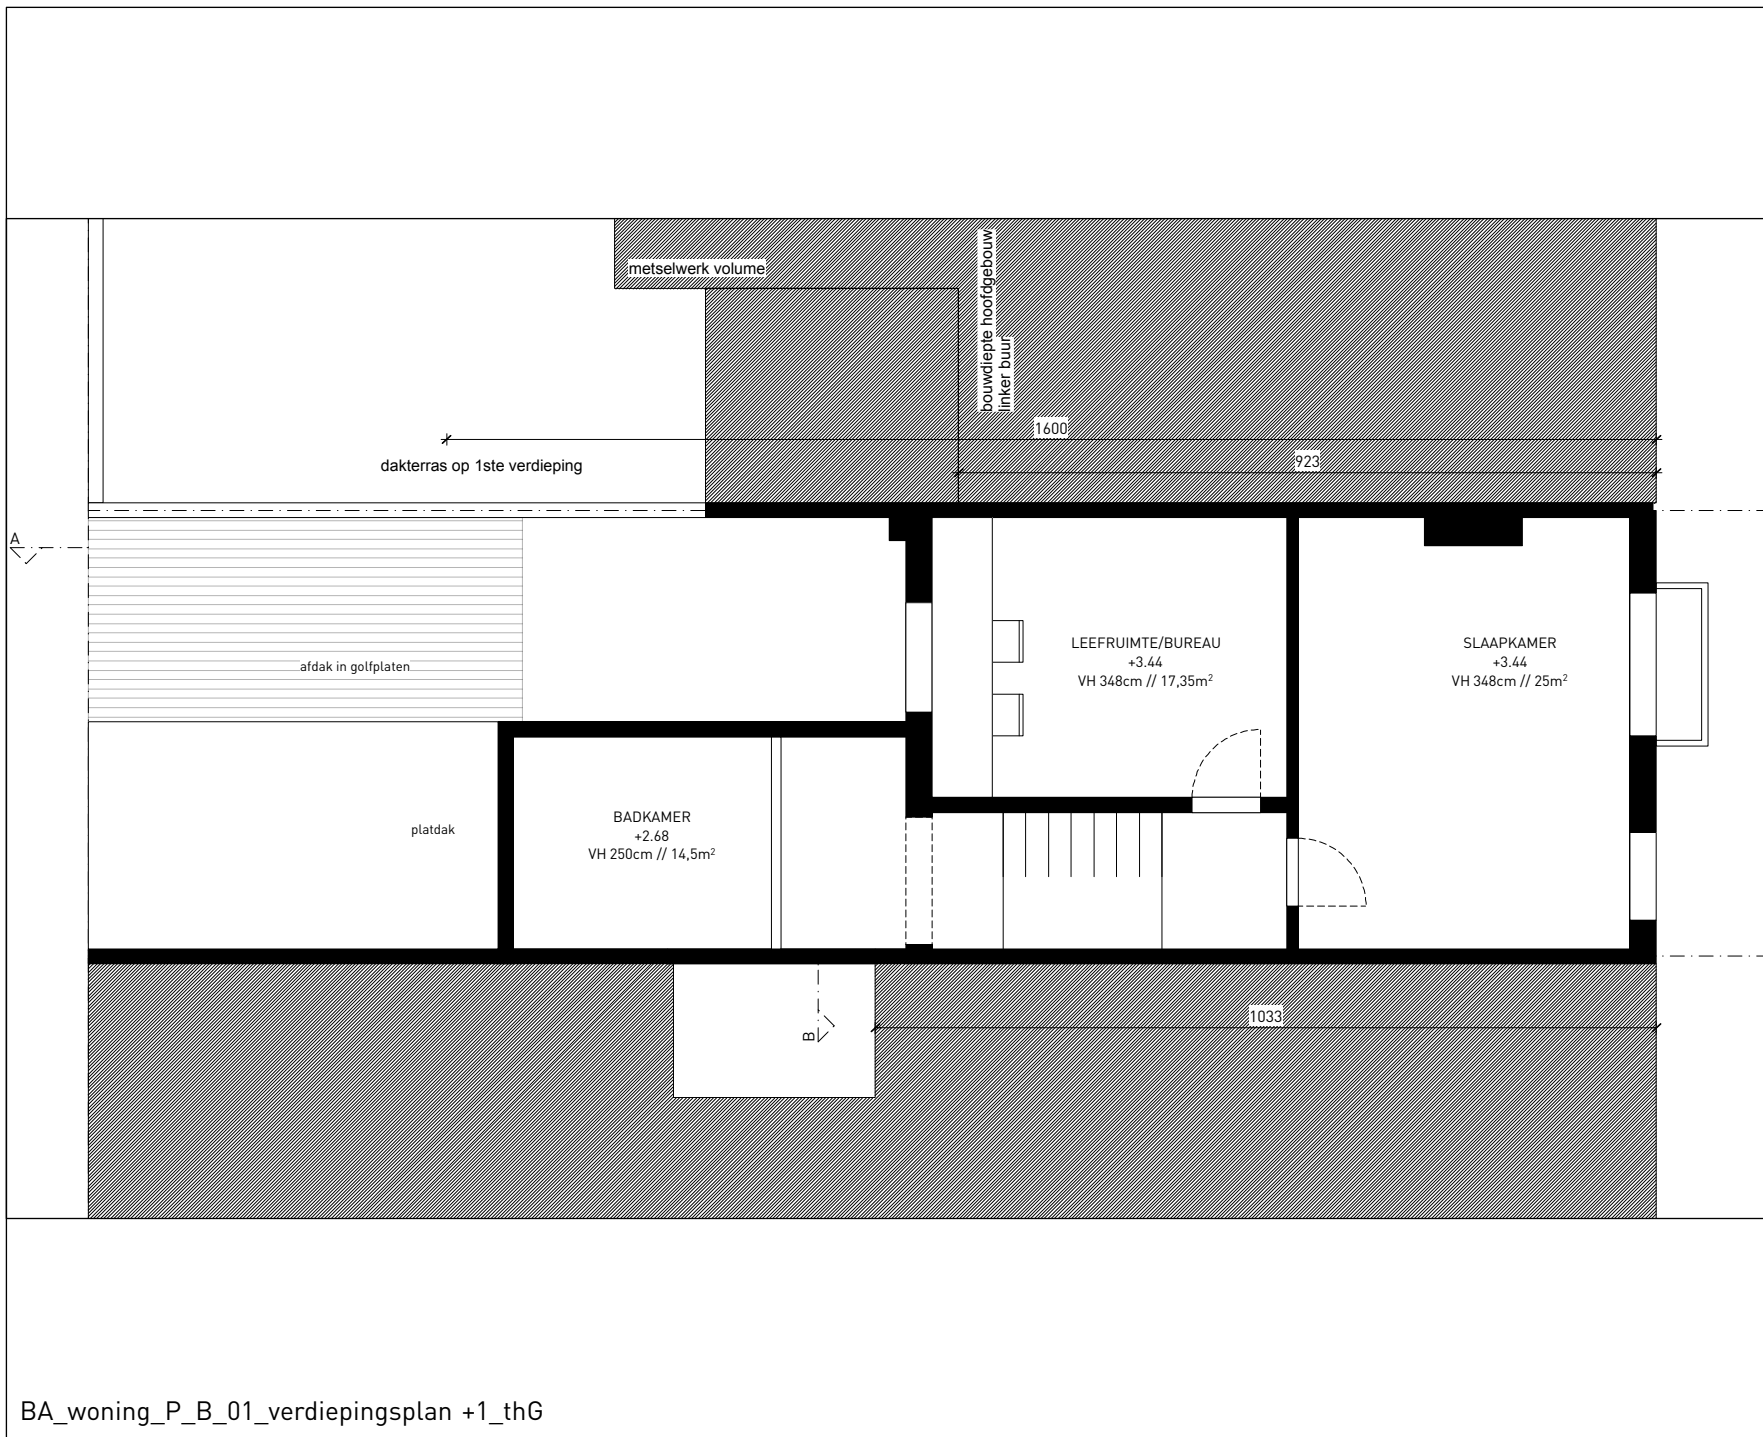 metselwerk volume
bouwdiepte hoofdgebouw
linker buur
1600
dakterras op 1ste verdieping
923
A
afdak in golfplaten
LEEFRUIMTE/BUREAU
+3.44
VH 348cm // 17,35m²
SLAAPKAMER
+3.44
VH 348cm // 25m²
platdak
BADKAMER
+2.68
VH 250cm // 14,5m²
B
1033
BA_woning_P_B_01_verdiepingsplan +1_thG